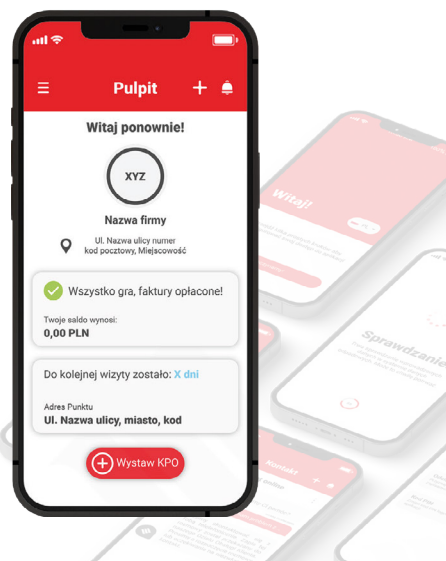 Pulpit
Witaj ponownie!
XYZ
Nazwa firmy
Ul. Nazwa ulicy numer
kod pocztowy, Miejscowość
Wszystko gra, faktury opłacone!
Twoje saldo wynosi:
0,00 PLN
Do kolejnej wizyty zostało: X dni
Adres Punktu
Ul. Nazwa ulicy, miasto, kod
Wystaw KPO
Witaj!
Sprawdzanie
Kontakt